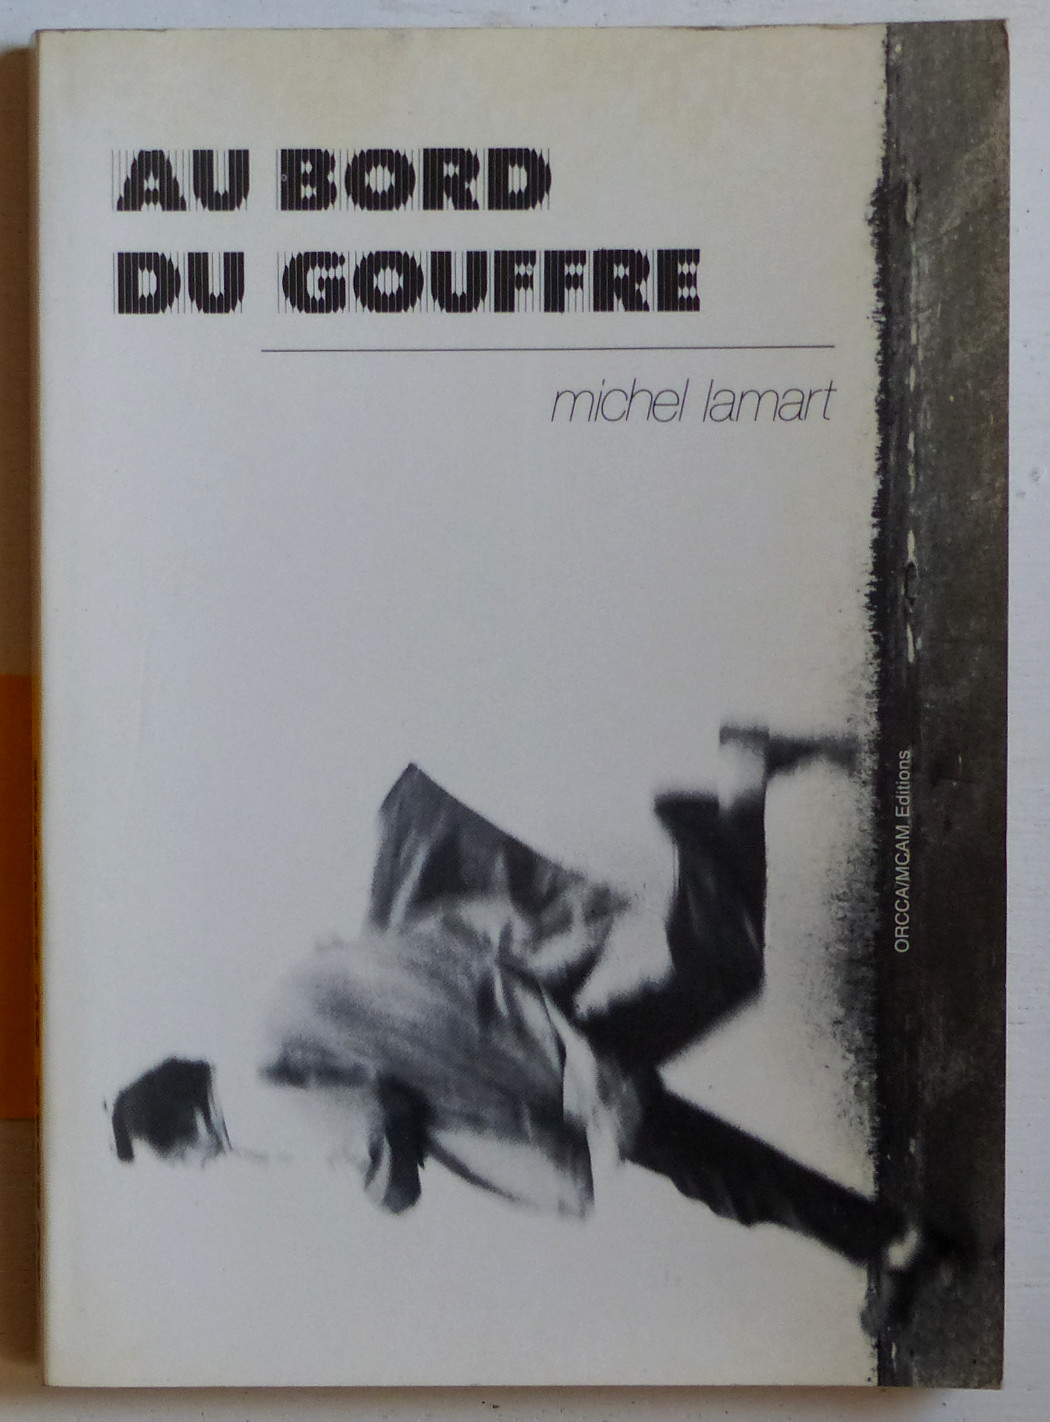 AU BORD
DU GOUFFRE
michel lamart
ORCCA/MCAM Editions